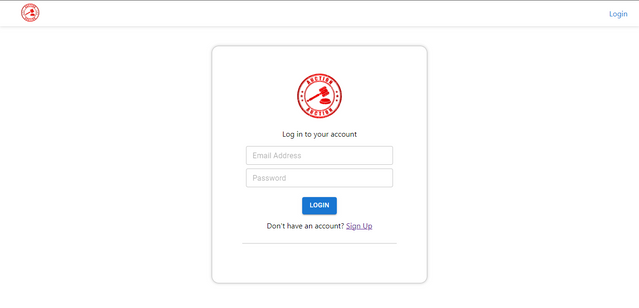 Login
AUCTION
AUCTION
Log in to your account
Email Address
Password
LOGIN
Don't have an account? Sign Up